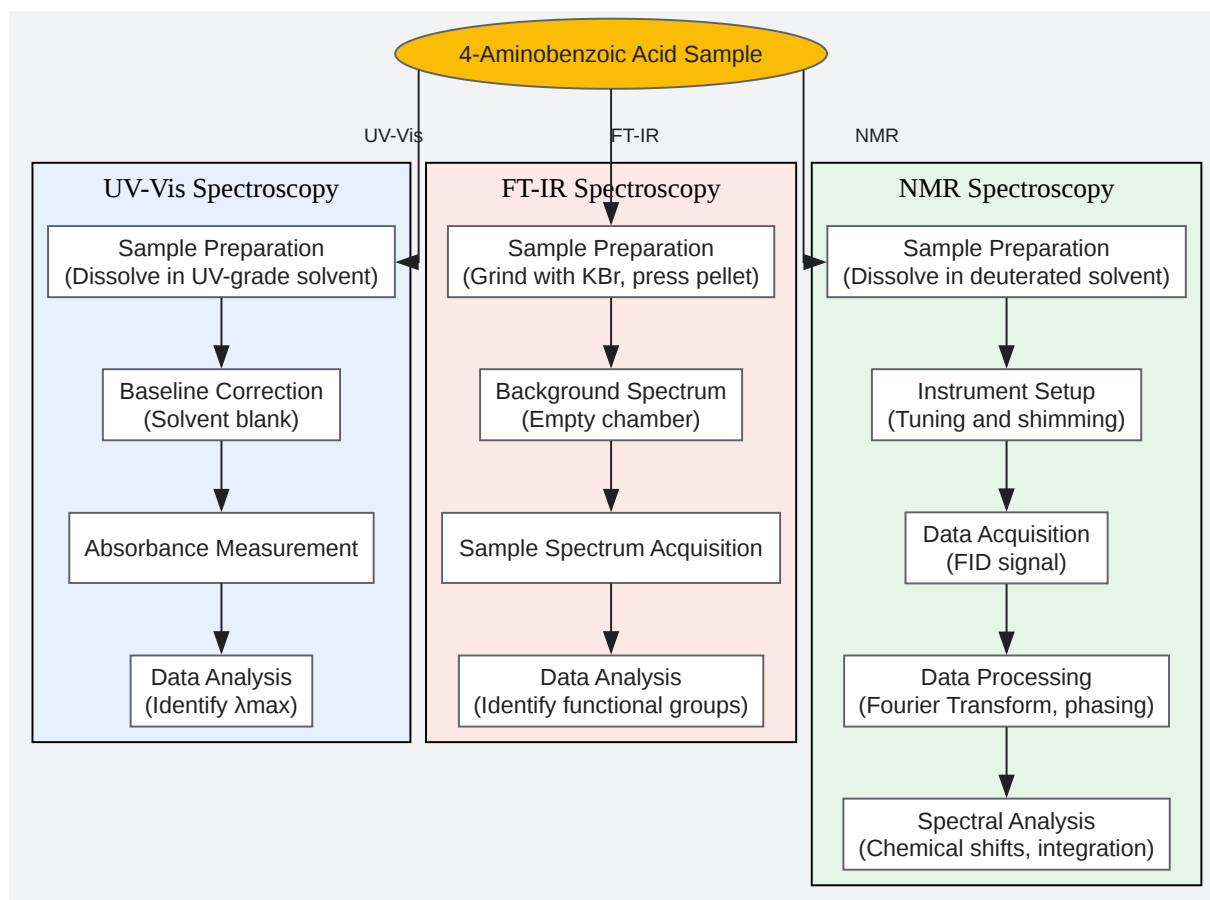 4-Aminobenzoic Acid Sample
UV-Vis
FT-IR
NMR
UV-Vis Spectroscopy
Sample Preparation
(Dissolve in UV-grade solvent)
Baseline Correction
(Solvent blank)
Absorbance Measurement
Data Analysis
(Identify λmax)
FT-IR Spectroscopy
Sample Preparation
(Grind with KBr, press pellet)
Background Spectrum
(Empty chamber)
Sample Spectrum Acquisition
Data Analysis
(Identify functional groups)
NMR Spectroscopy
Sample Preparation
(Dissolve in deuterated solvent)
Instrument Setup
(Tuning and shimming)
Data Acquisition
(FID signal)
Data Processing
(Fourier Transform, phasing)
Spectral Analysis
(Chemical shifts, integration)